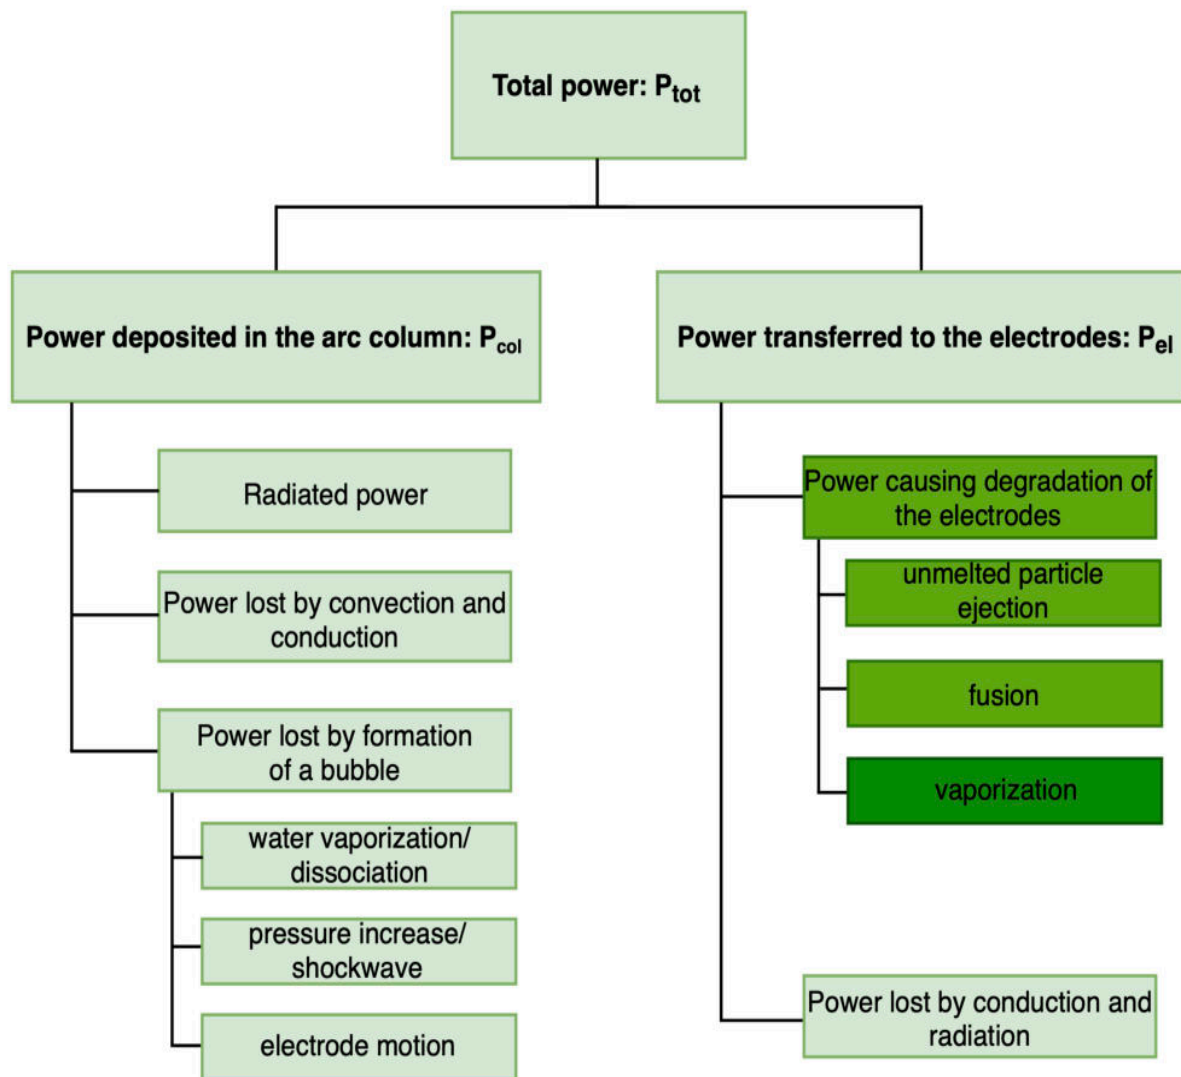 Total power: Ptot
Power deposited in the arc column: Pcol
Power transferred to the electrodes: Pel
Radiated power
Power lost by convection and
conduction
Power lost by formation
of a bubble
water vaporization/
dissociation
pressure increase/
shockwave
electrode motion
Power causing degradation of
the electrodes
unmelted particle
ejection
fusion
vaporization
Power lost by conduction and
radiation